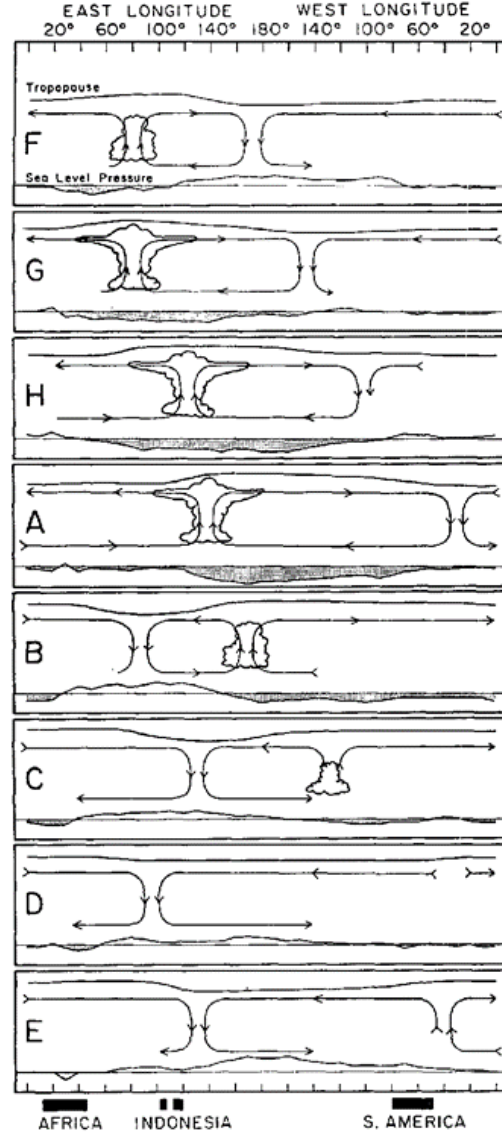 EAST LONGITUDE WEST LONGITUDE
20° 60° 100° 140° 180° 140° 100° 60° 20°
Tropopause
F
Sea Level Pressure
G
H
A
B
C
D
E
AFRICA INDONESIA S. AMERICA